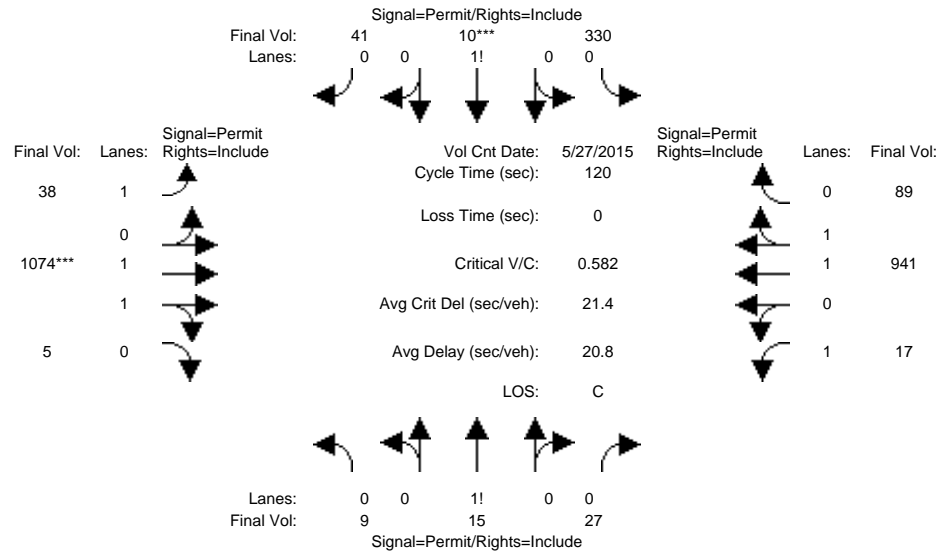 Signal=Permit/Rights=Include
Final Vol: 41 10*** 330
Lanes: 0 0 1! 0 0
Signal=Permit Signal=Permit
Final Vol: Lanes: Rights=Include Vol Cnt Date: 5/27/2015 Rights=Include Lanes: Final Vol:
Cycle Time (sec): 120
38 1 0 89
Loss Time (sec): 0
0 1
1074*** 1 Critical V/C: 0.582 1 941
1 Avg Crit Del (sec/veh): 21.4 0
5 0 Avg Delay (sec/veh): 20.8 1 17
LOS: C
Lanes: 0 0 1! 0 0
Final Vol: 9 15 27
Signal=Permit/Rights=Include